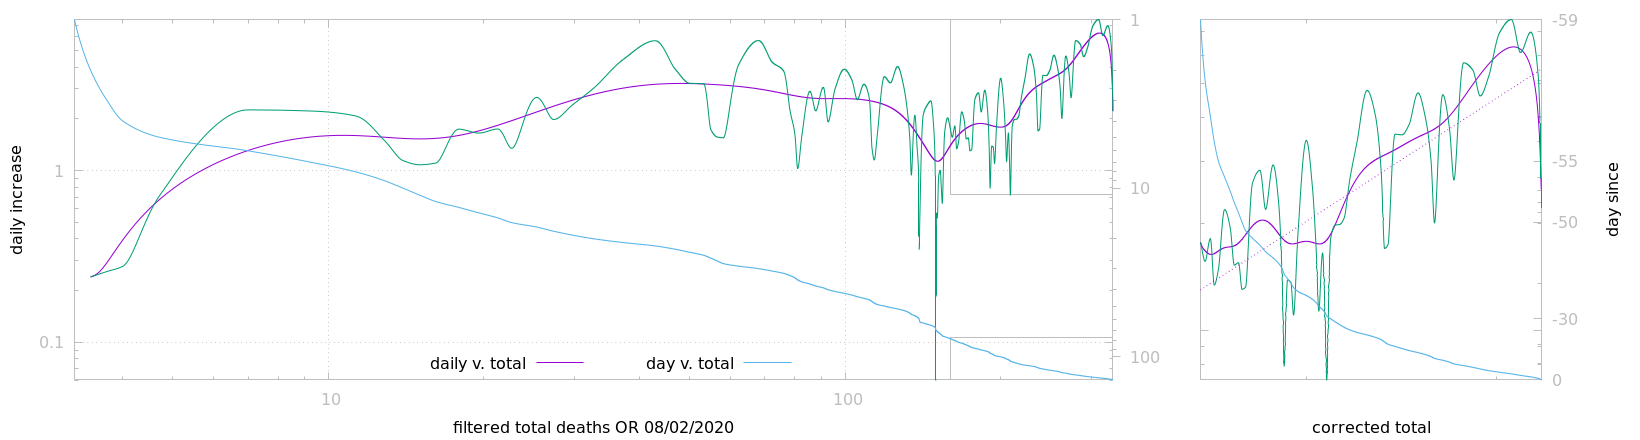 daily increase
1
0.1
10
100
filtered total deaths OR 08/02/2020
daily v. total
day v. total
1
10
100
corrected total
-59
-55
-50
-30
0
day since